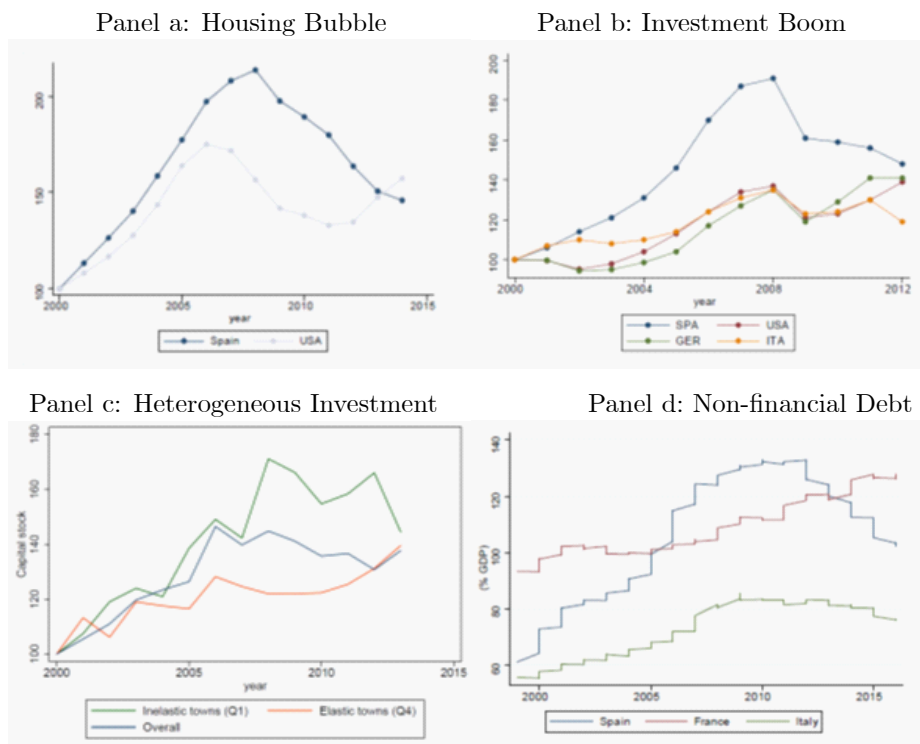 Panel a: Housing Bubble
200
150
100
2000
2005
2010
2015
year
Spain
USA
Panel b: Investment Boom
200
180
160
140
120
100
2000
2004
2008
2012
year
SPA
USA
GER
ITA
Panel c: Heterogeneous Investment
180
160
140
120
100
Capital stock
2000
2005
2010
2015
year
Inelastic towns (Q1)
Elastic towns (Q4)
Overall
Panel d: Non-financial Debt
140
120
100
80
60
(% GDP)
2000
2005
2010
2015
Spain
France
Italy